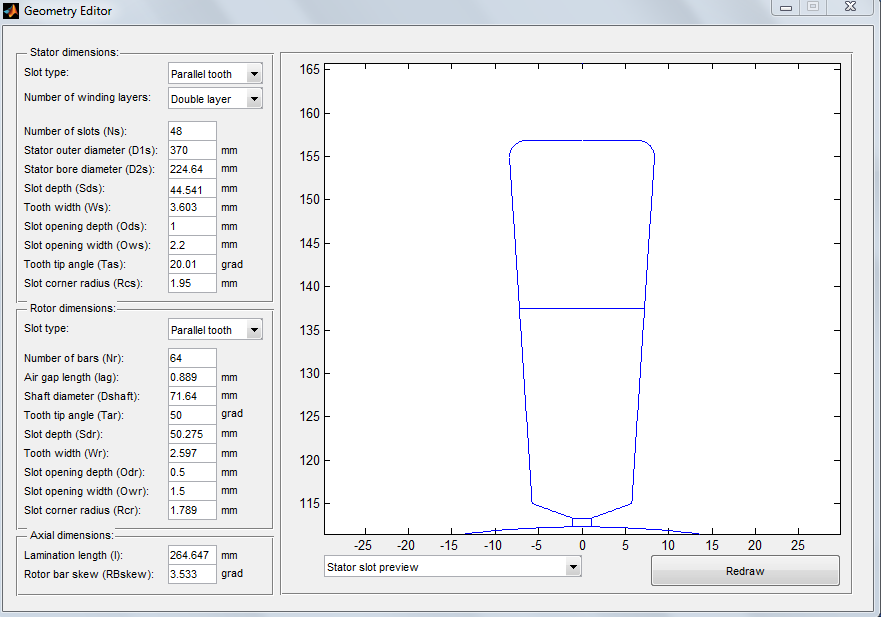 Geometry Editor
Stator dimensions:
Slot type: Parallel tooth
Number of winding layers: Double layer
Number of slots (Ns): 48
Stator outer diameter (D1s): 370 mm
Stator bore diameter (D2s): 224.64 mm
Slot depth (Sds): 44.541 mm
Tooth width (Ws): 3.603 mm
Slot opening depth (Ods): 1 mm
Slot opening width (Ows): 2.2 mm
Tooth tip angle (Tas): 20.01 grad
Slot corner radius (Rcs): 1.95 mm
Rotor dimensions:
Slot type: Parallel tooth
Number of bars (Nr): 64
Air gap length (lag): 0.889 mm
Shaft diameter (Dshaft): 71.64 mm
Tooth tip angle (Tar): 50 grad
Slot depth (Sdr): 50.275 mm
Tooth width (Wr): 2.597 mm
Slot opening depth (Odr): 0.5 mm
Slot opening width (Owr): 1.5 mm
Slot corner radius (Rcr): 1.789 mm
Axial dimensions:
Lamination length (l): 264.647 mm
Rotor bar skew (RBskew): 3.533 grad
165
160
155
150
145
140
135
130
125
120
115
-25 -20 -15 -10 -5 0 5 10 15 20 25
Stator slot preview
Redraw